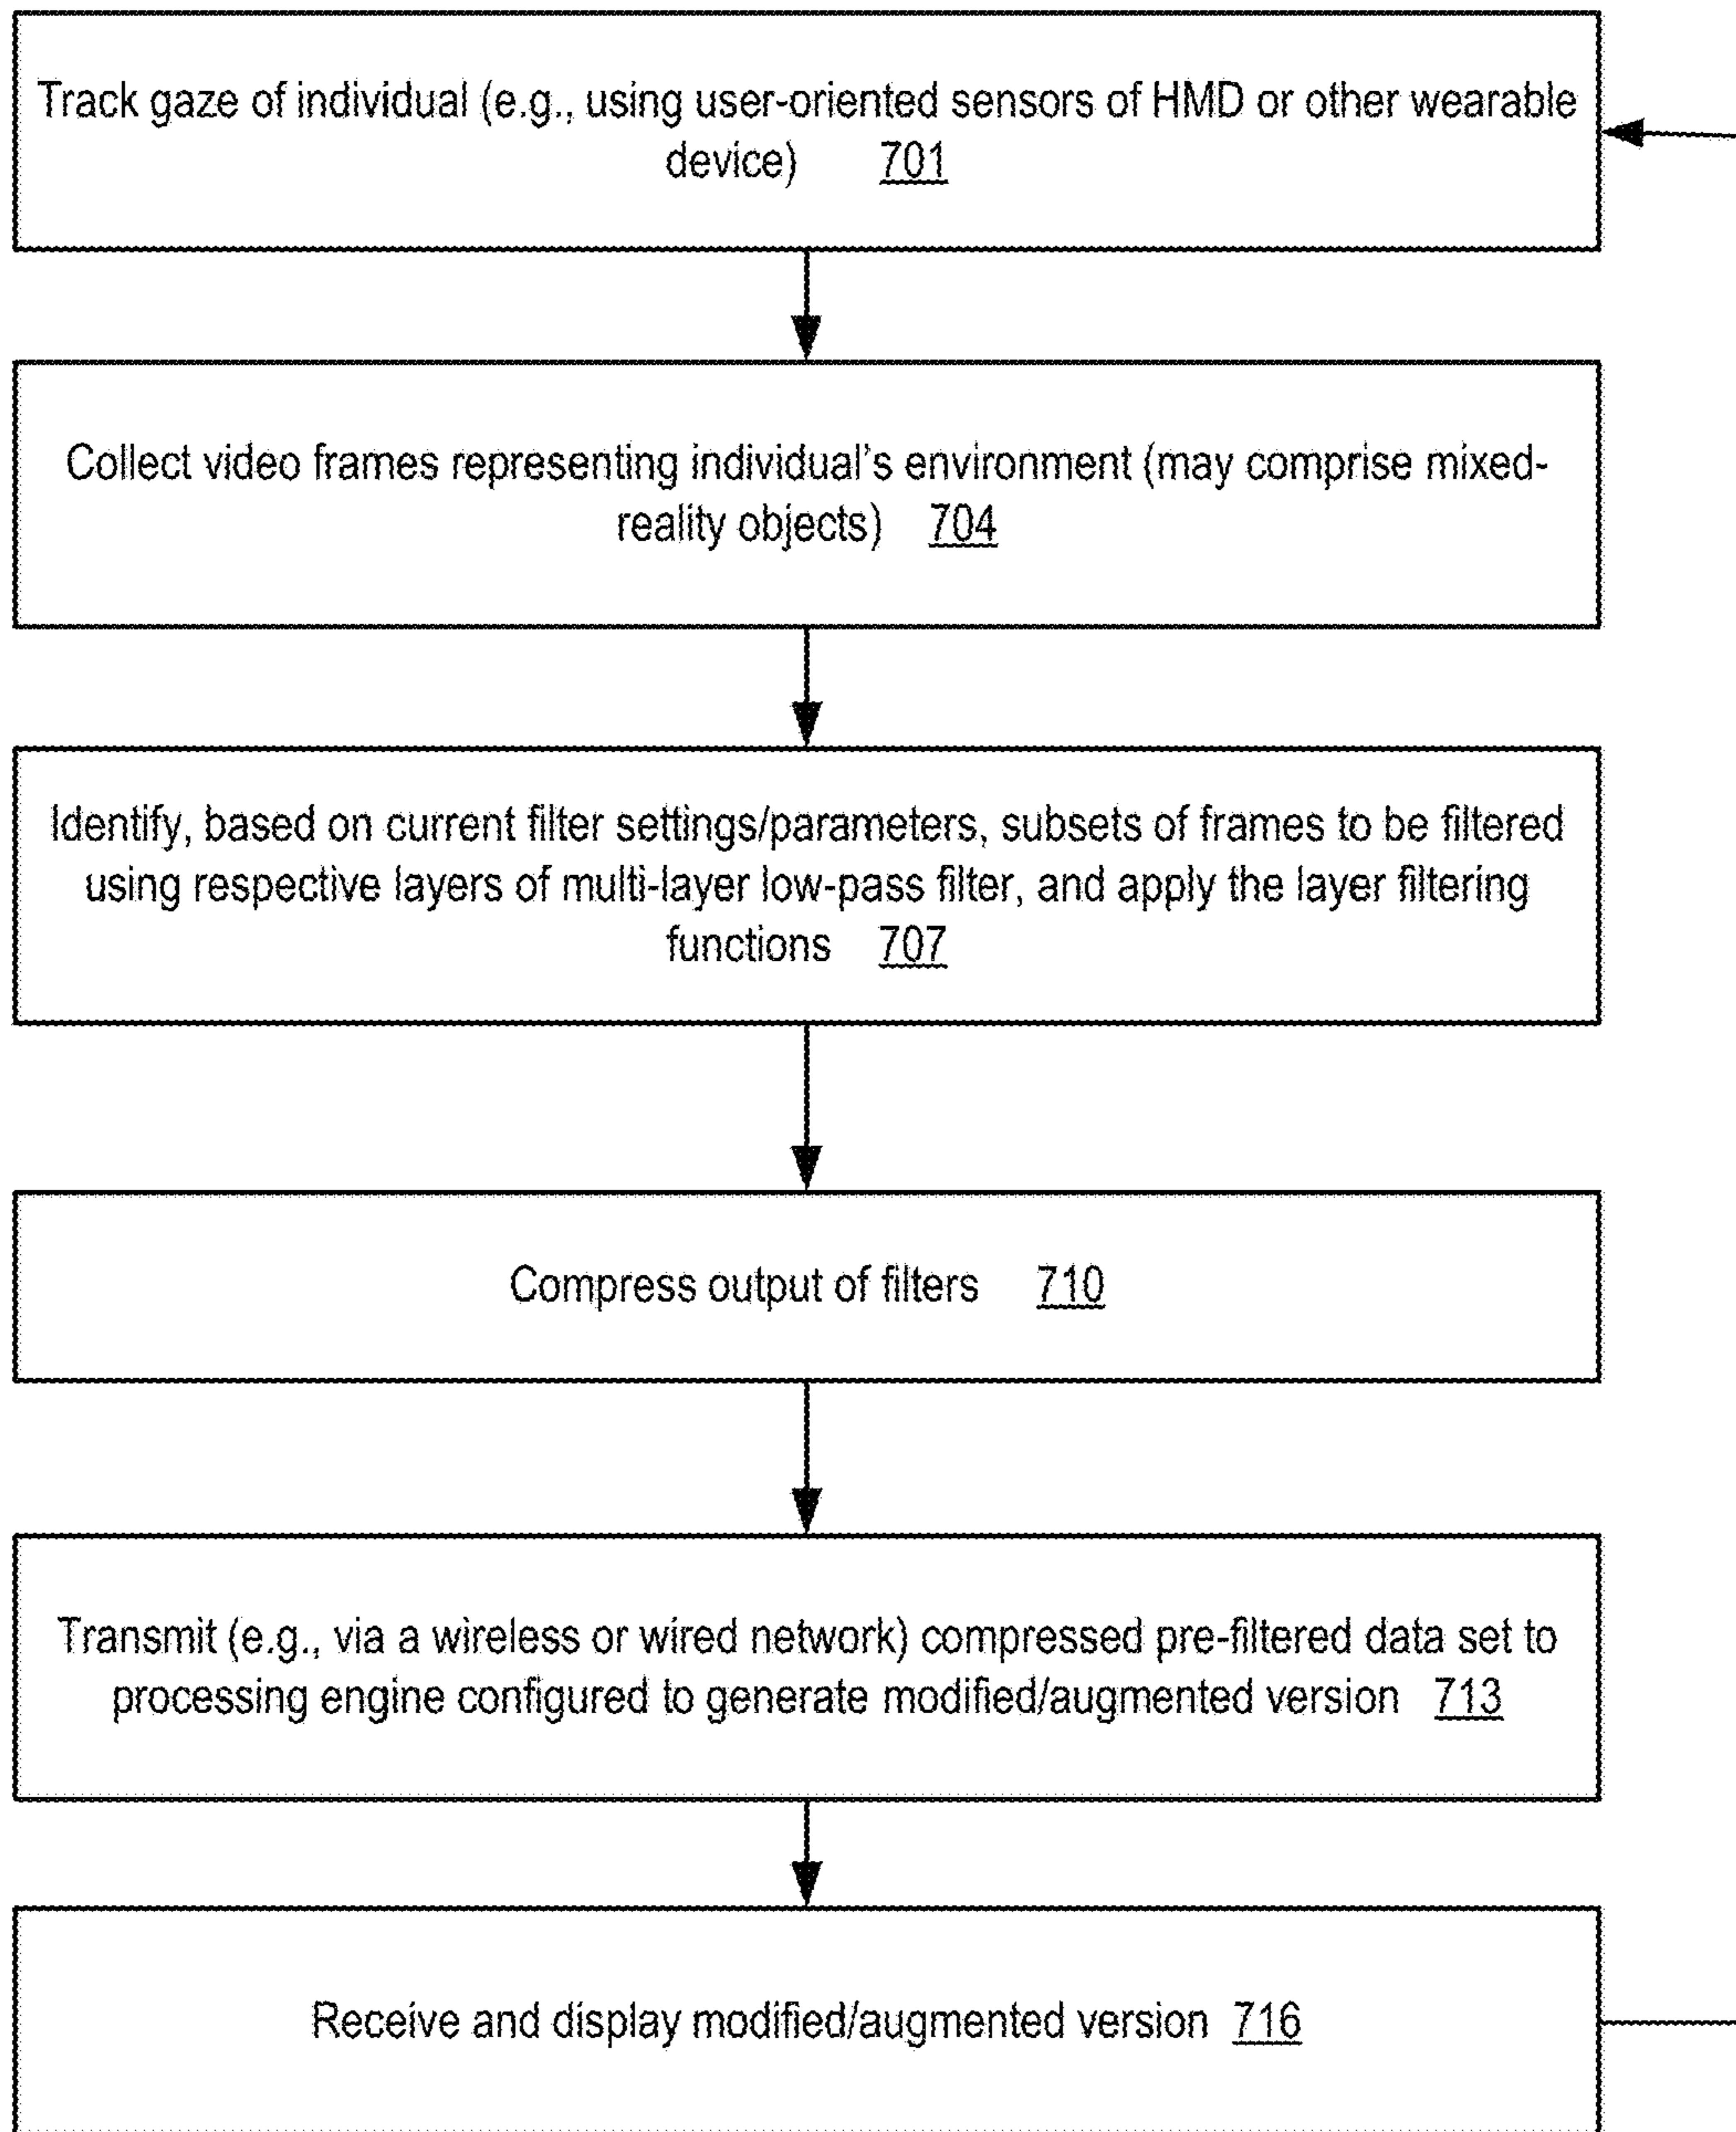 Track gaze of individual (e.g., using user-oriented sensors of HMD or other wearable
device) 701
Collect video frames representing individual's environment (may comprise mixed-
reality objects) 704
Identify, based on current filter settings/parameters, subsets of frames to be filtered
using respective layers of multi-layer low-pass filter, and apply the layer filtering
functions 707
Compress output of filters 710
Transmit (e.g., via a wireless or wired network) compressed pre-filtered data set to
processing engine configured to generate modified/augmented version 713
Receive and display modified/augmented version 716